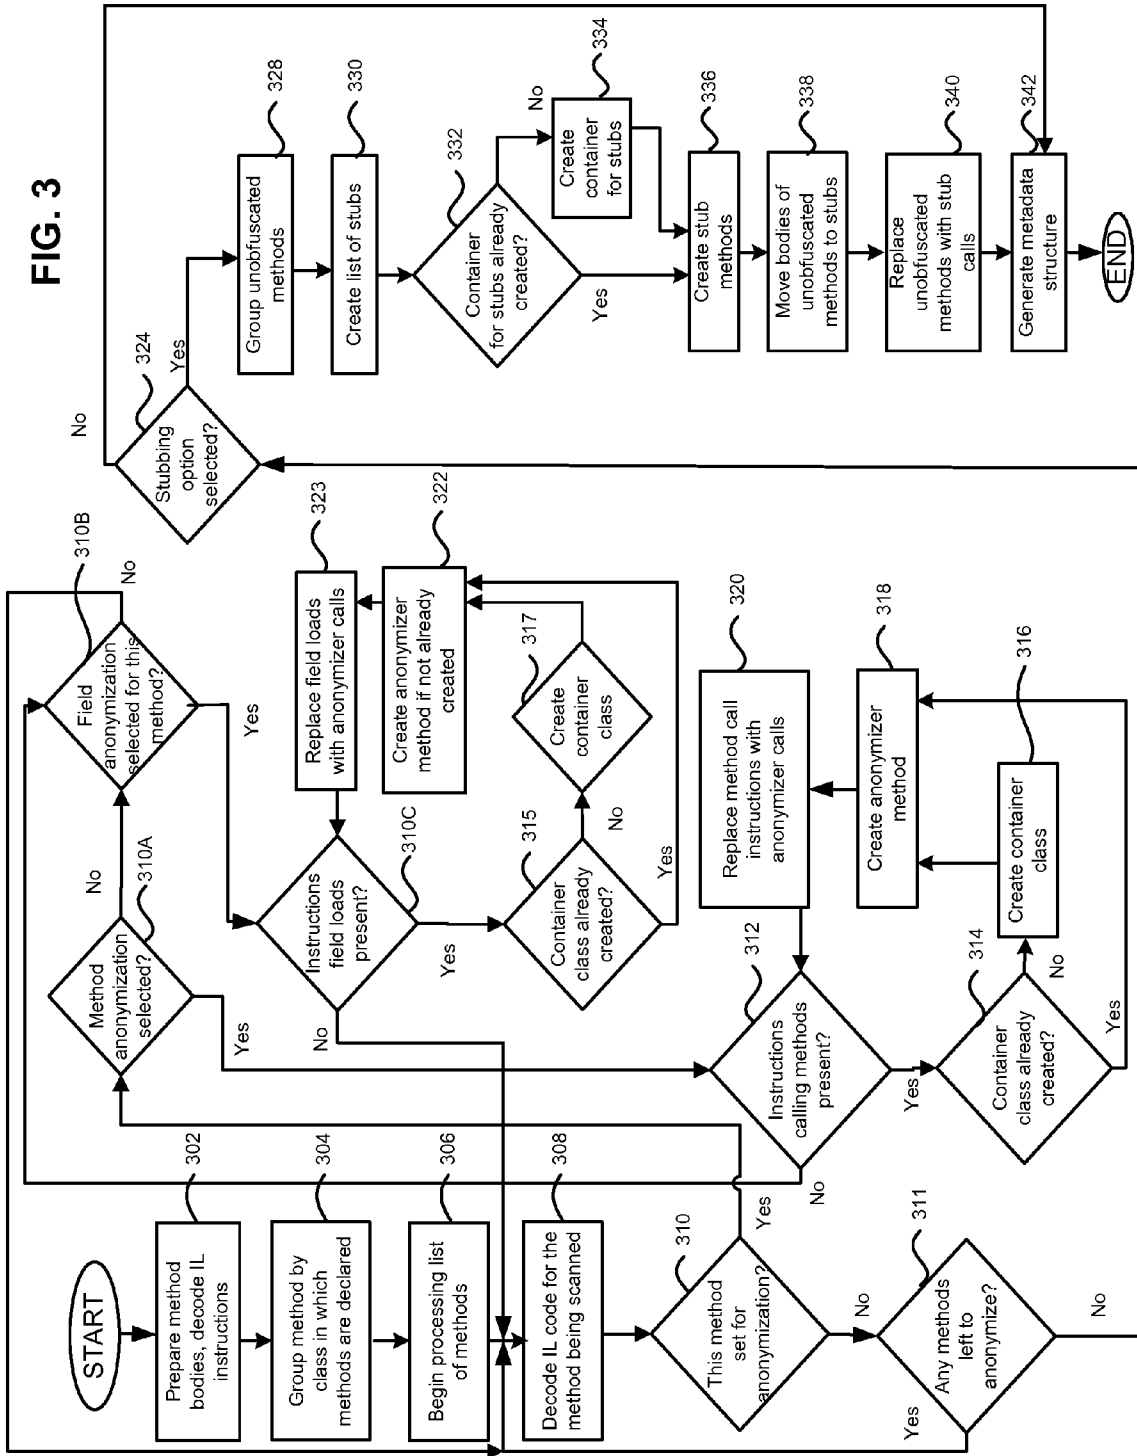 FIG. 3
START
Prepare method
bodies, decode IL
instructions
302
Group method by
class in which
methods are declared
304
Begin processing list
of methods
306
Decode IL code for the
method being scanned
308
This method
set for
anonymization?
310
Yes
No
Any methods
left to
anonymize?
311
Yes
No
Method
anonymization
selected?
310A
No
Yes
Field
anonymization
selected for this
method?
310B
No
Yes
Instructions
field loads
present?
310C
No
Yes
Replace field loads
with anonymizer calls
323
Create anonymizer
method if not already
created
322
Container
class already
created?
315
No
Yes
Create
container
class
317
Instructions
calling methods
present?
312
No
Yes
Replace method call
instructions with
anonymizer calls
320
Create anonymizer
method
318
Container
class already
created?
314
No
Yes
Create container
class
316
Stubbing
option
selected?
324
No
Yes
Group unobfuscated
methods
328
Create list of stubs
330
Container
for stubs already
created?
332
No
Yes
Create
container
for stubs
334
Create stub
methods
336
Move bodies of
unobfuscated
methods to stubs
338
Replace
unobfuscated
methods with stub
calls
340
Generate metadata
structure
342
END